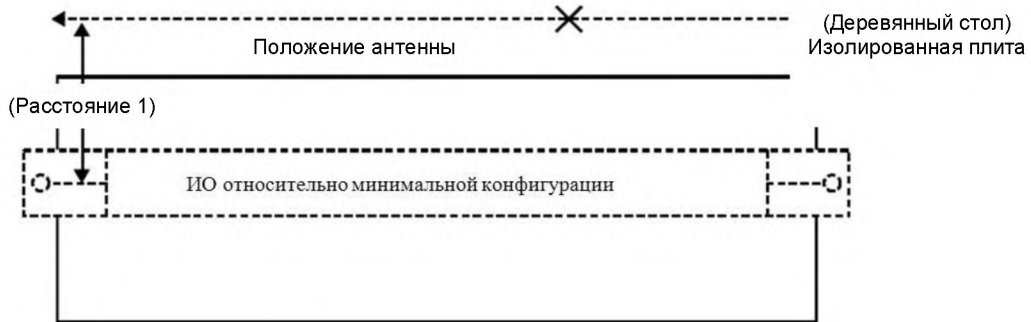 (Деревянный стол)
Положение антенны
Изолированная плита
(Расстояние 1)
ИО относительно минимальной конфигурации